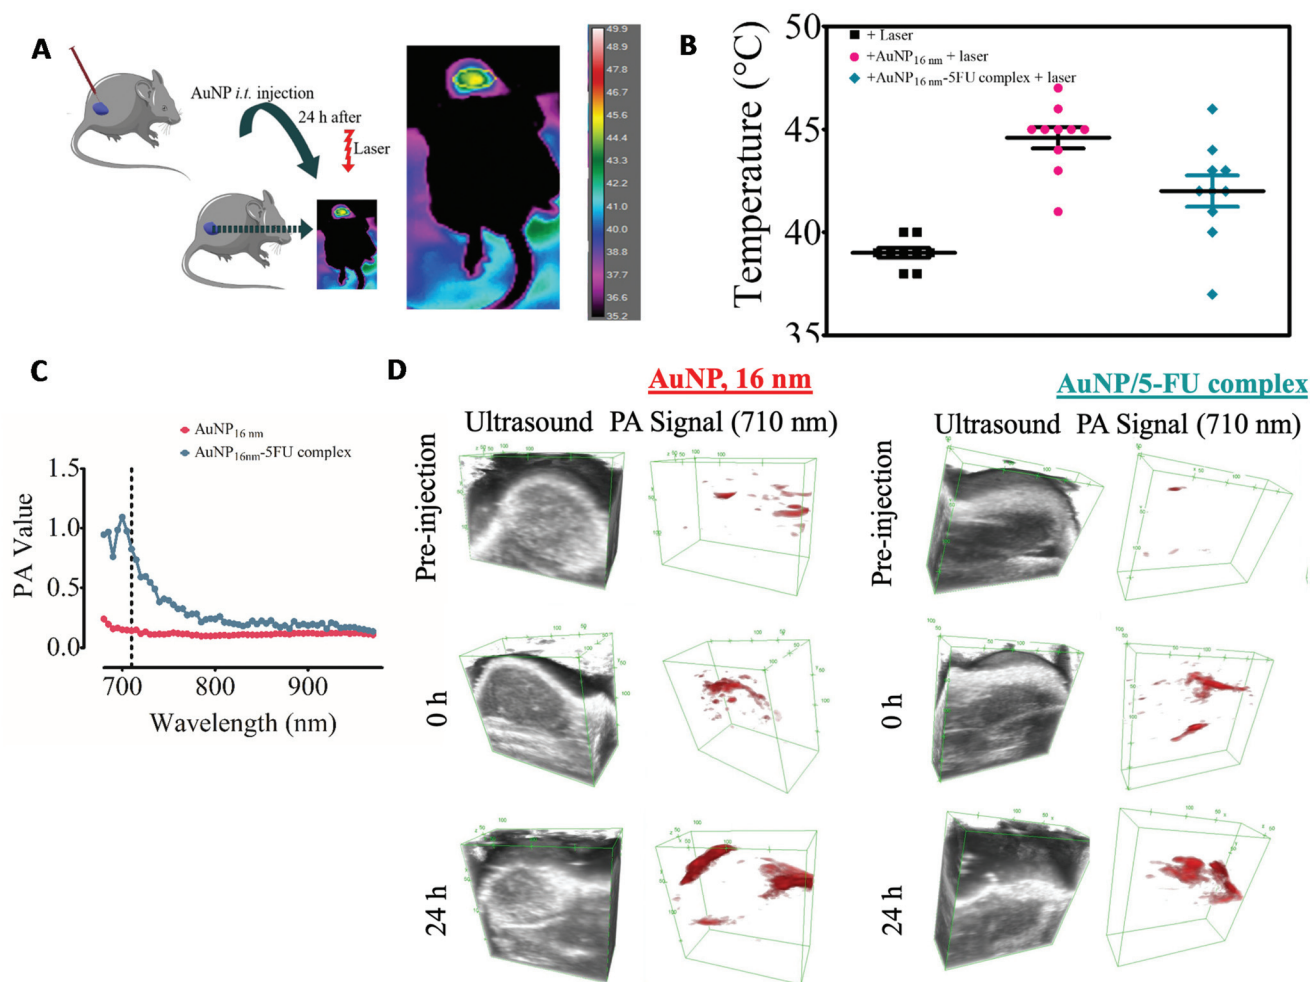 A
AuNP i.t. injection
24 h after
Laser
49.9
48.9
47.8
46.7
45.6
44.6
43.3
42.2
41.0
40.0
38.8
37.7
36.6
35.2
B
Temperature (°C)
50
45
40
35
+ Laser
+AuNP16 nm + laser
+AuNP16 nm-5FU complex + laser
C
AuNP16 nm
AuNP16nm-5FU complex
PA Value
1.5
1.0
0.5
0.0
700 800 900
Wavelength (nm)
D
AuNP, 16 nm
AuNP/5-FU complex
Ultrasound PA Signal (710 nm)
Ultrasound PA Signal (710 nm)
Pre-injection
Pre-injection
0 h
0 h
24 h
24 h